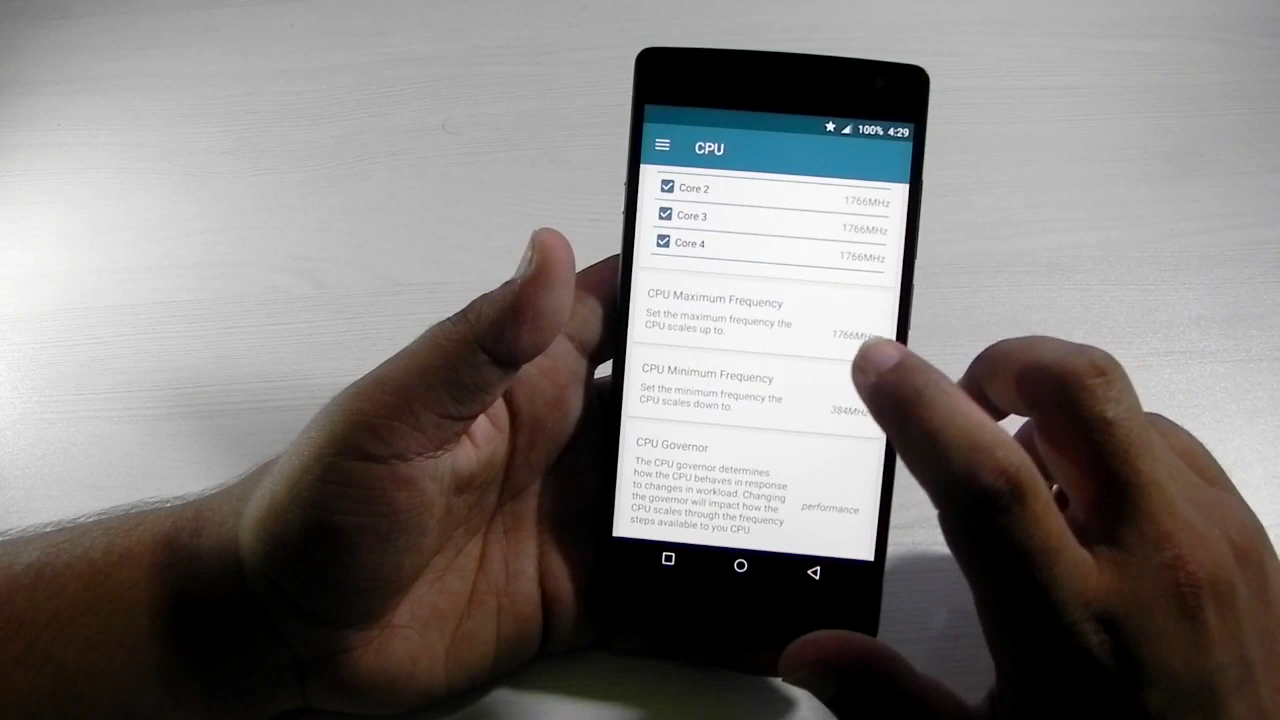 100% 4:29
CPU
Core 2 1766MHz
Core 3 1766MHz
Core 4 1766MHz
CPU Maximum Frequency
Set the maximum frequency the
CPU scales up to.
1766MHz
CPU Minimum Frequency
Set the minimum frequency the
CPU scales down to.
384MHz
CPU Governor
The CPU governor determines
how the CPU behaves in response
to changes in workload. Changing
the governor will impact how the
CPU scales through the frequency
steps available to you CPU.
performance